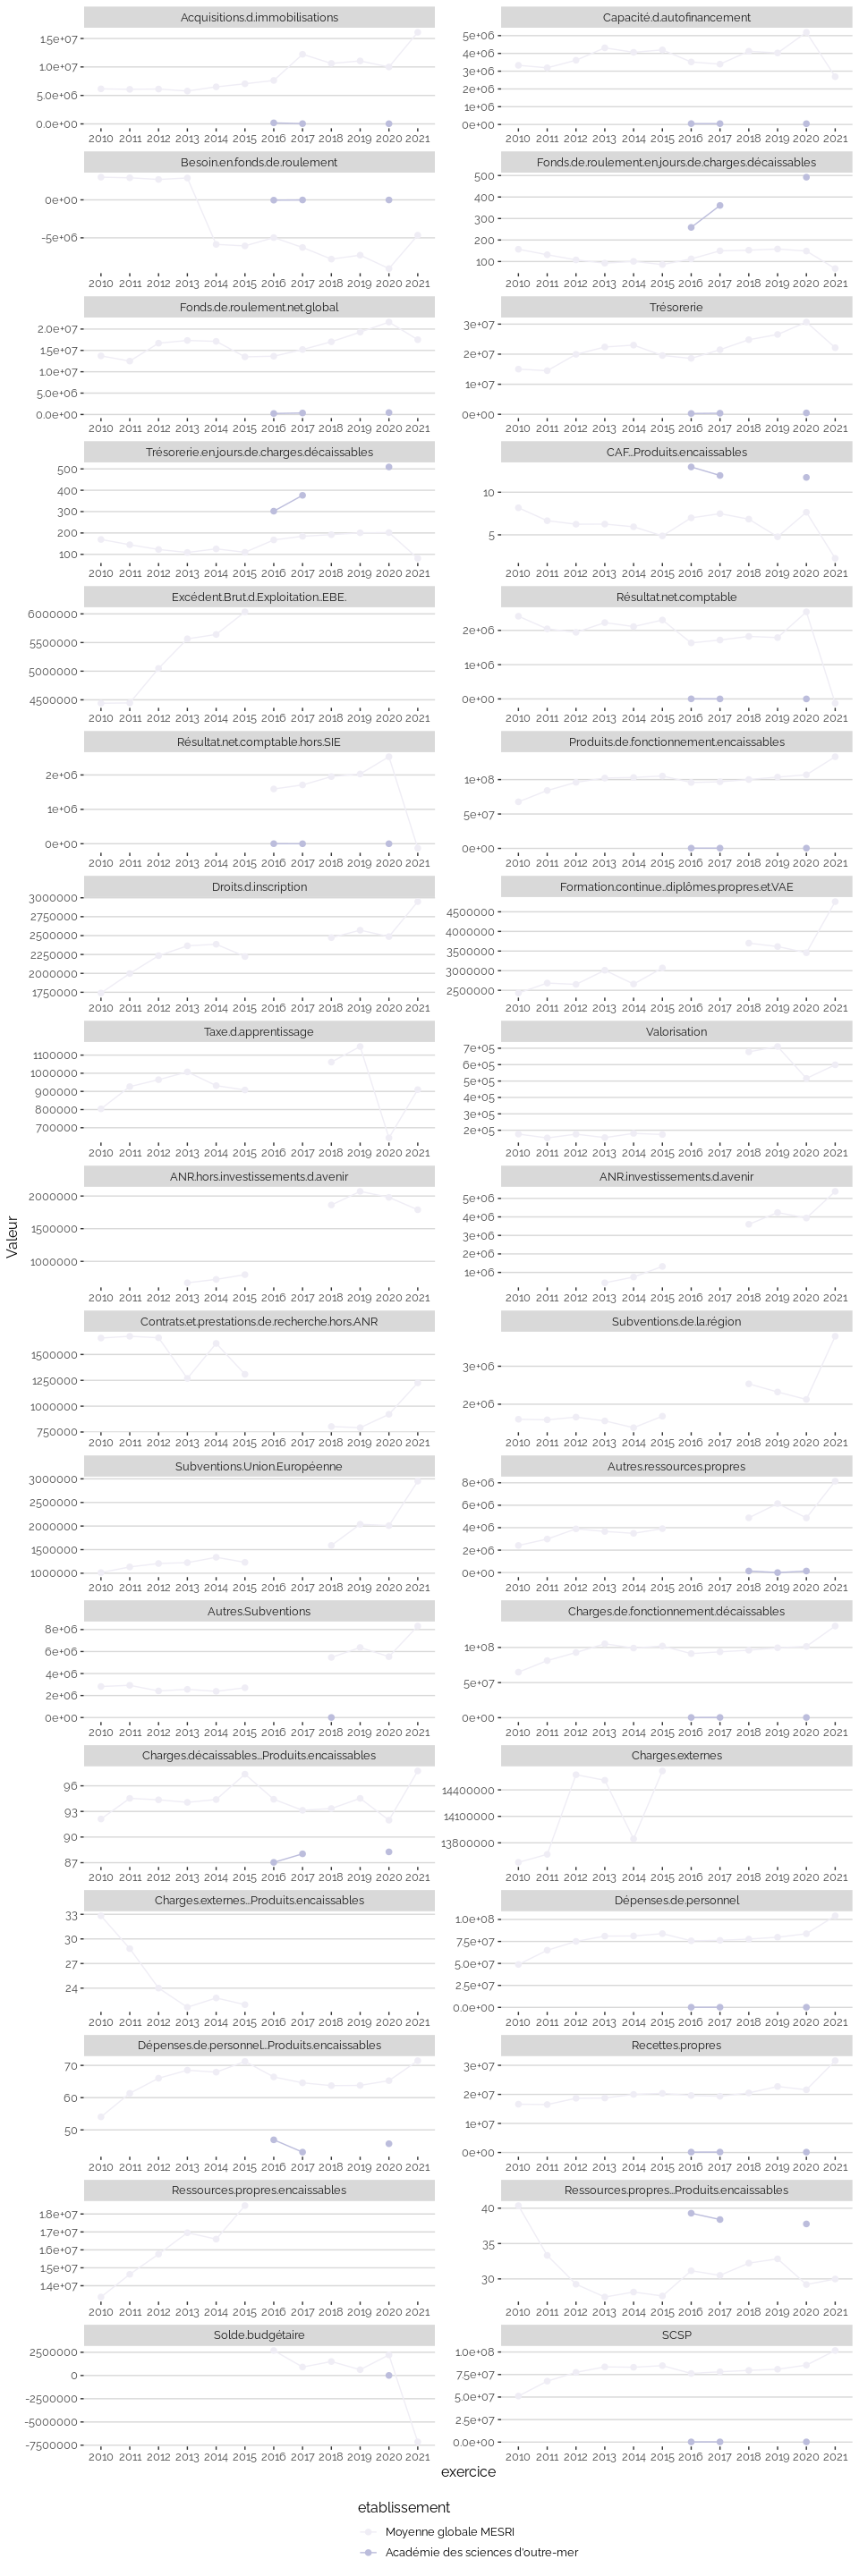 Acquisitions.d.immobilisations
1.5e+07
1.0e+07
5.0e+06
0.0e+00
2010 2011 2012 2013 2014 2015 2016 2017 2018 2019 2020 2021
Capacité.d.autofinancement
5e+06
4e+06
3e+06
2e+06
1e+06
0e+00
2010 2011 2012 2013 2014 2015 2016 2017 2018 2019 2020 2021
Besoin.en.fonds.de.roulement
0e+00
-5e+06
2010 2011 2012 2013 2014 2015 2016 2017 2018 2019 2020 2021
Fonds.de.roulement.en.jours.de.charges.décaissables
500
400
300
200
100
2010 2011 2012 2013 2014 2015 2016 2017 2018 2019 2020 2021
Fonds.de.roulement.net.global
2.0e+07
1.5e+07
1.0e+07
5.0e+06
0.0e+00
2010 2011 2012 2013 2014 2015 2016 2017 2018 2019 2020 2021
Trésorerie
3e+07
2e+07
1e+07
0e+00
2010 2011 2012 2013 2014 2015 2016 2017 2018 2019 2020 2021
Trésorerie.en.jours.de.charges.décaissables
500
400
300
200
100
2010 2011 2012 2013 2014 2015 2016 2017 2018 2019 2020 2021
CAF...Produits.encaissables
10
5
2010 2011 2012 2013 2014 2015 2016 2017 2018 2019 2020 2021
Excédent.Brut.d.Exploitation..EBE.
6000000
5500000
5000000
4500000
2010 2011 2012 2013 2014 2015 2016 2017 2018 2019 2020 2021
Résultat.net.comptable
2e+06
1e+06
0e+00
2010 2011 2012 2013 2014 2015 2016 2017 2018 2019 2020 2021
Résultat.net.comptable.hors.SIE
2e+06
1e+06
0e+00
2010 2011 2012 2013 2014 2015 2016 2017 2018 2019 2020 2021
Produits.de.fonctionnement.encaissables
1e+08
5e+07
0e+00
2010 2011 2012 2013 2014 2015 2016 2017 2018 2019 2020 2021
Droits.d.inscription
3000000
2750000
2500000
2250000
2000000
1750000
2010 2011 2012 2013 2014 2015 2016 2017 2018 2019 2020 2021
Formation.continue..diplômes.propres.et.VAE
4500000
4000000
3500000
3000000
2500000
2010 2011 2012 2013 2014 2015 2016 2017 2018 2019 2020 2021
Taxe.d.apprentissage
1100000
1000000
900000
800000
700000
2010 2011 2012 2013 2014 2015 2016 2017 2018 2019 2020 2021
Valorisation
7e+05
6e+05
5e+05
4e+05
3e+05
2e+05
2010 2011 2012 2013 2014 2015 2016 2017 2018 2019 2020 2021
Valeur
ANR.hors.investissements.d.avenir
2000000
1500000
1000000
2010 2011 2012 2013 2014 2015 2016 2017 2018 2019 2020 2021
ANR.investissements.d.avenir
5e+06
4e+06
3e+06
2e+06
1e+06
2010 2011 2012 2013 2014 2015 2016 2017 2018 2019 2020 2021
Contrats.et.prestations.de.recherche.hors.ANR
1500000
1250000
1000000
750000
2010 2011 2012 2013 2014 2015 2016 2017 2018 2019 2020 2021
Subventions.de.la.région
3e+06
2e+06
2010 2011 2012 2013 2014 2015 2016 2017 2018 2019 2020 2021
Subventions.Union.Européenne
3000000
2500000
2000000
1500000
1000000
2010 2011 2012 2013 2014 2015 2016 2017 2018 2019 2020 2021
Autres.ressources.propres
8e+06
6e+06
4e+06
2e+06
0e+00
2010 2011 2012 2013 2014 2015 2016 2017 2018 2019 2020 2021
Autres.Subventions
8e+06
6e+06
4e+06
2e+06
0e+00
2010 2011 2012 2013 2014 2015 2016 2017 2018 2019 2020 2021
Charges.de.fonctionnement.décaissables
1e+08
5e+07
0e+00
2010 2011 2012 2013 2014 2015 2016 2017 2018 2019 2020 2021
Charges.décaissables...Produits.encaissables
96
93
90
87
2010 2011 2012 2013 2014 2015 2016 2017 2018 2019 2020 2021
Charges.externes
14400000
14100000
13800000
2010 2011 2012 2013 2014 2015 2016 2017 2018 2019 2020 2021
Charges.externes...Produits.encaissables
33
30
27
24
2010 2011 2012 2013 2014 2015 2016 2017 2018 2019 2020 2021
Dépenses.de.personnel
1.0e+08
7.5e+07
5.0e+07
2.5e+07
0.0e+00
2010 2011 2012 2013 2014 2015 2016 2017 2018 2019 2020 2021
Dépenses.de.personnel...Produits.encaissables
70
60
50
2010 2011 2012 2013 2014 2015 2016 2017 2018 2019 2020 2021
Recettes.propres
3e+07
2e+07
1e+07
0e+00
2010 2011 2012 2013 2014 2015 2016 2017 2018 2019 2020 2021
Ressources.propres.encaissables
1.8e+07
1.7e+07
1.6e+07
1.5e+07
1.4e+07
2010 2011 2012 2013 2014 2015 2016 2017 2018 2019 2020 2021
Ressources.propres...Produits.encaissables
40
35
30
2010 2011 2012 2013 2014 2015 2016 2017 2018 2019 2020 2021
Solde.budgétaire
2500000
0
-2500000
-5000000
-7500000
2010 2011 2012 2013 2014 2015 2016 2017 2018 2019 2020 2021
SCSP
1.0e+08
7.5e+07
5.0e+07
2.5e+07
0.0e+00
2010 2011 2012 2013 2014 2015 2016 2017 2018 2019 2020 2021
exercice
etablissement
Moyenne globale MESRI
Académie des sciences d'outre-mer